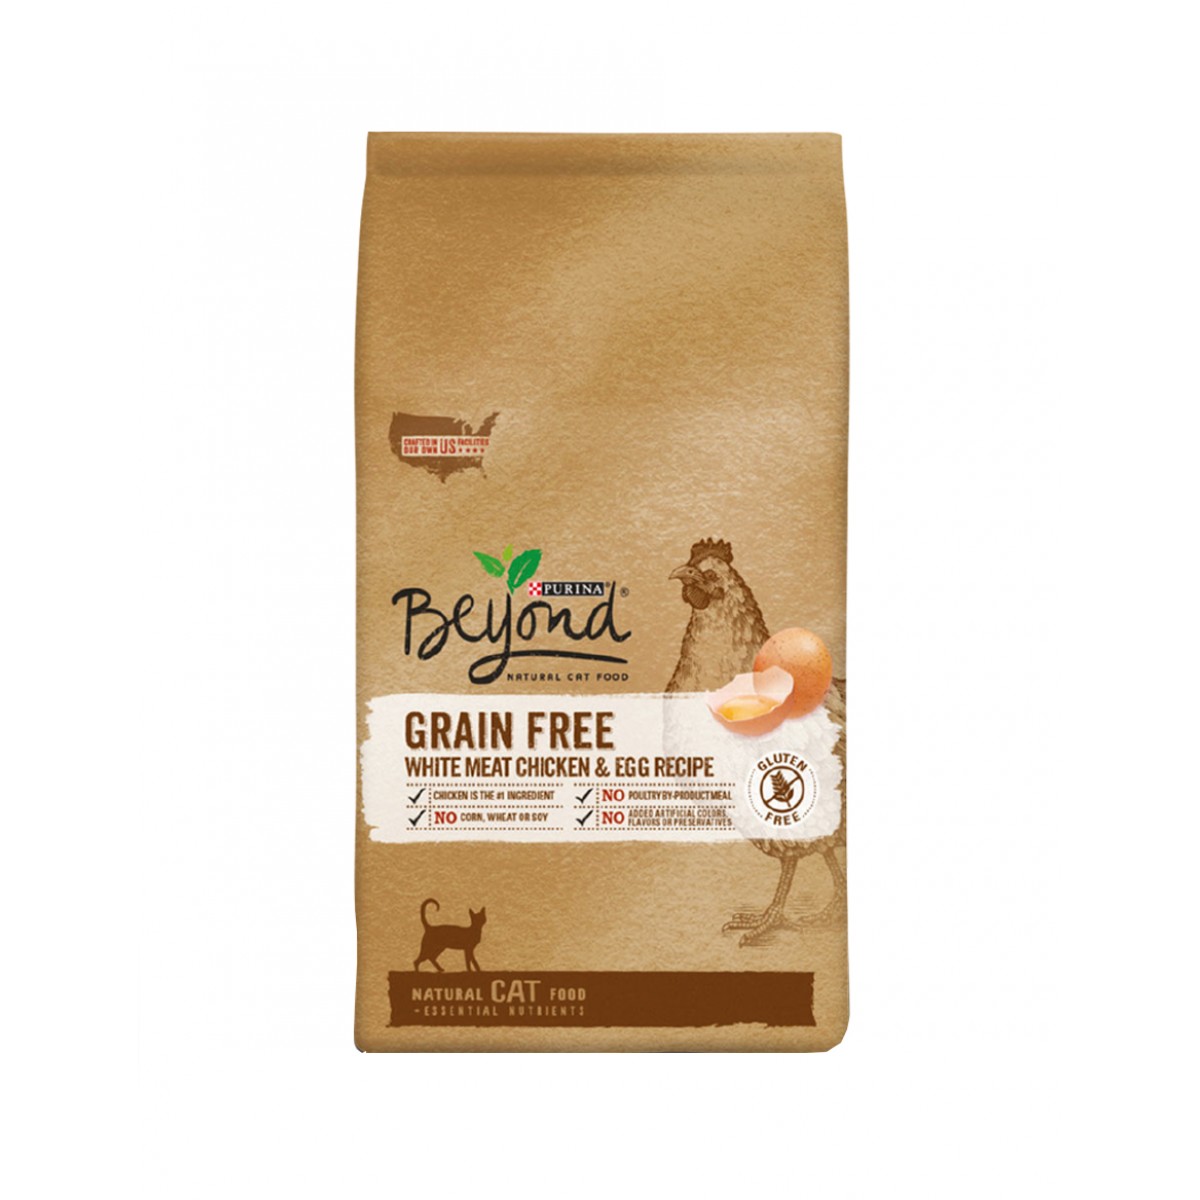 CRAFTED IN
OUR OWN US FACILITIES
PURINA®
Beyond®
NATURAL CAT FOOD
GRAIN FREE
WHITE MEAT CHICKEN & EGG RECIPE
CHICKEN IS THE #1 INGREDIENT
NO POULTRY BY-PRODUCT MEAL
NO CORN, WHEAT OR SOY
NO ADDED ARTIFICIAL COLORS,
FLAVORS OR PRESERVATIVES
GLUTEN
FREE
NATURAL CAT FOOD
+ESSENTIAL NUTRIENTS